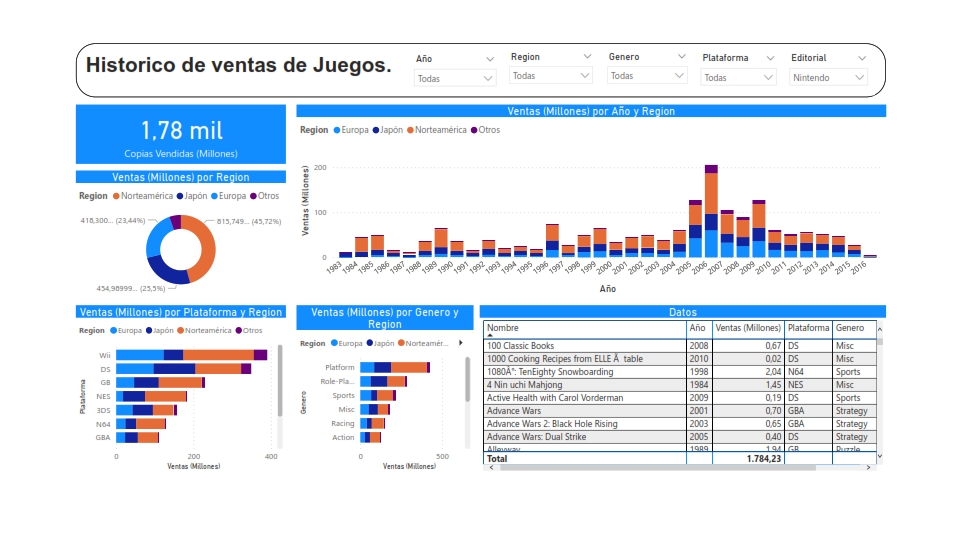 Historico de ventas de Juegos.
Año
Todas
Region
Todas
Genero
Todas
Plataforma
Todas
Editorial
Nintendo
1,78 mil
Copias Vendidas (Millones)
Ventas (Millones) por Region
Region Norteamérica Japón Europa Otros
418,300... (23,44%)
815,749... (45,72%)
454,98999... (25,5%)
Ventas (Millones) por Año y Region
Region Europa Japón Norteamérica Otros
Ventas (Millones)
200
100
0
1983 1984 1985 1986 1987 1988 1989 1990 1991 1992 1993 1994 1995 1996 1997 1998 1999 2000 2001 2002 2003 2004 2005 2006 2007 2008 2009 2010 2011 2012 2013 2014 2015 2016
Año
Ventas (Millones) por Plataforma y Region
Region Europa Japón Norteamérica Otros
Plataforma
Wii
DS
GB
NES
3DS
N64
GBA
0 200 400
Ventas (Millones)
Ventas (Millones) por Genero y
Region
Region Europa Japón Norteamér...
Genero
Platform
Role-Pla...
Sports
Misc
Racing
Action
0 500
Ventas (Millones)
Datos
Nombre Año Ventas (Millones) Plataforma Genero
100 Classic Books 2008 0,67 DS Misc
1000 Cooking Recipes from ELLE Ã table 2010 0,02 DS Misc
1080Â°: TenEighty Snowboarding 1998 2,04 N64 Sports
4 Nin uchi Mahjong 1984 1,45 NES Misc
Active Health with Carol Vorderman 2009 0,19 DS Sports
Advance Wars 2001 0,70 GBA Strategy
Advance Wars 2: Black Hole Rising 2003 0,65 GBA Strategy
Advance Wars: Dual Strike 2005 0,40 DS Strategy
Alleyway 1989 1,94 GB Puzzle
Total 1.784,23